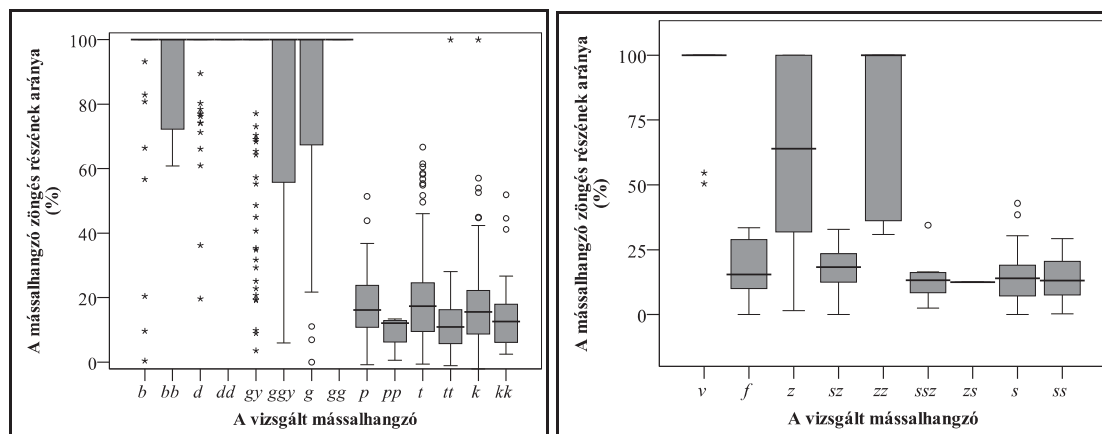 A mássalhangzó zöngés részének aránya
(%)
100
80
60
40
20
0
b bb d dd gy ggy g gg p pp t tt k kk
A vizsgált mássalhangzó
A mássalhangzó zöngés részének aránya
(%)
100
75
50
25
0
v f z sz zz ssz zs s ss
A vizsgált mássalhangzó